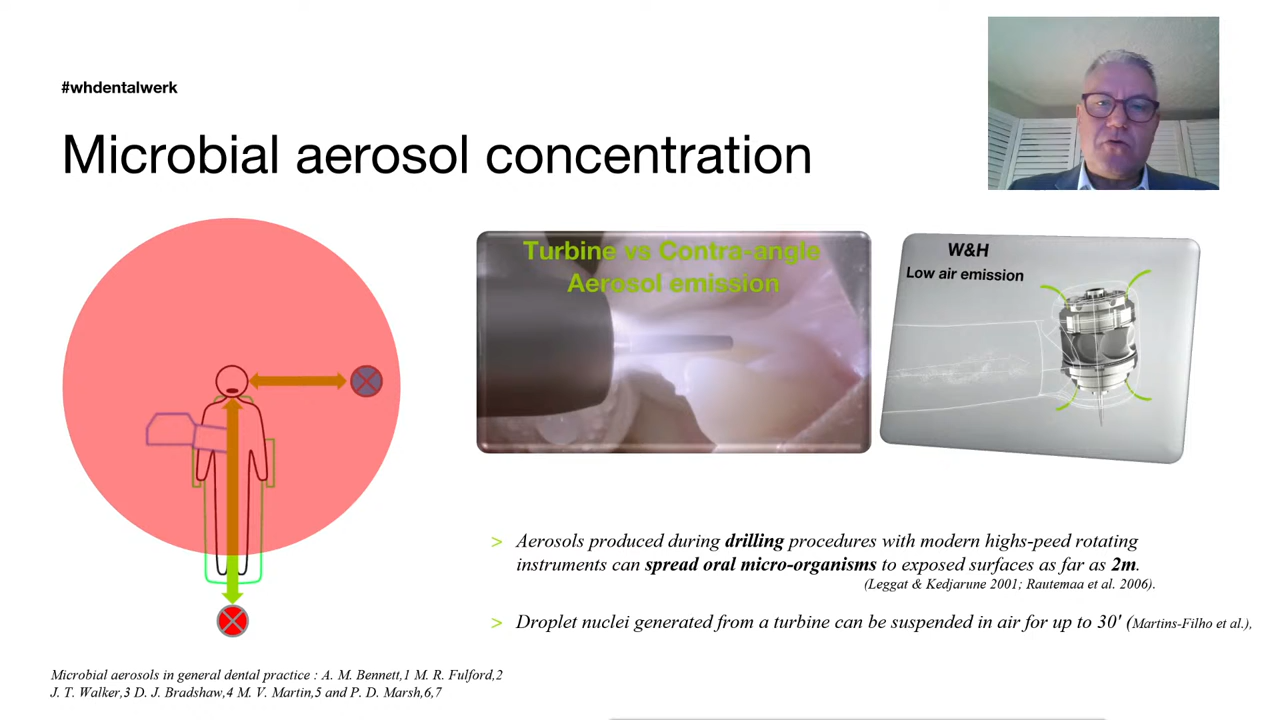 #whdentalwerk
Microbial aerosol concentration
Turbine vs Contra-angle
Aerosol emission
W&H
Low air emission
> Aerosols produced during drilling procedures with modern highs-peed rotating
instruments can spread oral micro-organisms to exposed surfaces as far as 2m.
(Leggat & Kedjarune 2001; Rautemaa et al. 2006).
> Droplet nuclei generated from a turbine can be suspended in air for up to 30' (Martins-Filho et al.),
Microbial aerosols in general dental practice : A. M. Bennett,1 M. R. Fulford,2
J. T. Walker,3 D. J. Bradshaw,4 M. V. Martin,5 and P. D. Marsh,6,7